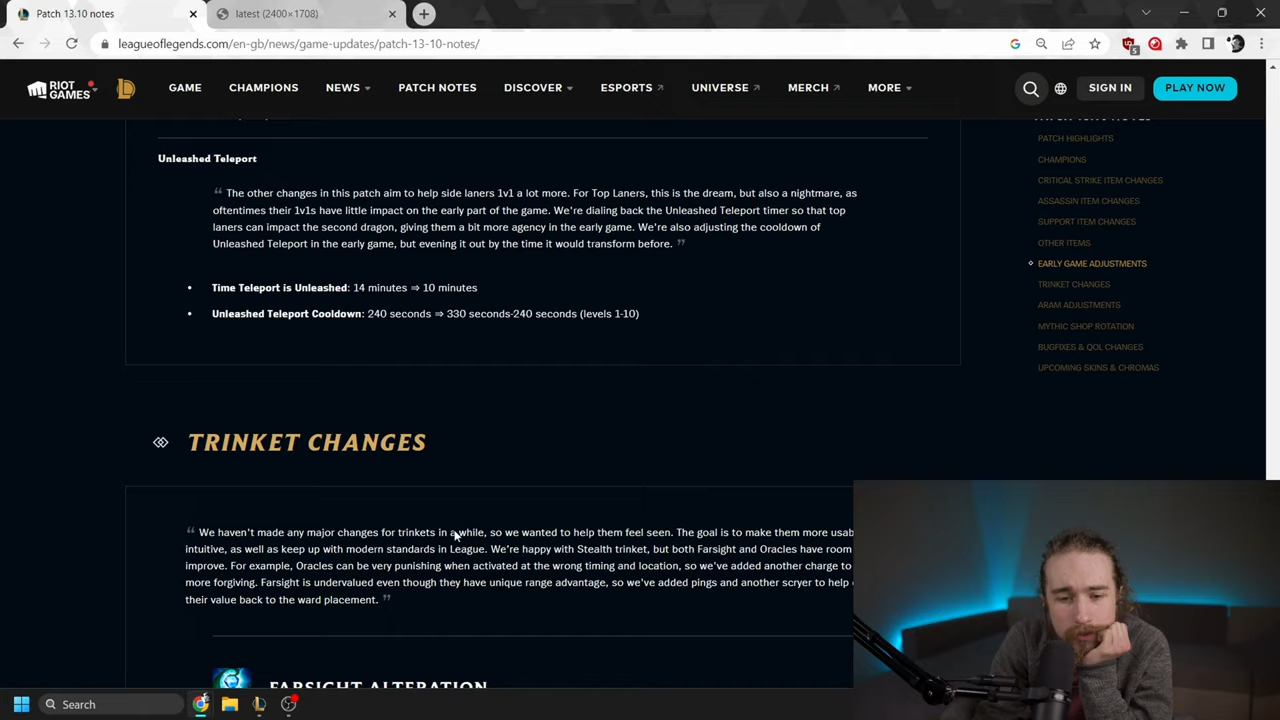 Patch 13.10 notes
latest (2400×1708)
leagueoflegends.com/en-gb/news/game-updates/patch-13-10-notes/
5
RIOT GAMES
GAME
CHAMPIONS
NEWS
PATCH NOTES
DISCOVER
ESPORTS
UNIVERSE
MERCH
MORE
SIGN IN
PLAY NOW
Unleashed Teleport
“ The other changes in this patch aim to help side laners 1v1 a lot more. For Top Laners, this is the dream, but also a nightmare, as
oftentimes their 1v1s have little impact on the early part of the game. We're dialing back the Unleashed Teleport timer so that top
laners can impact the second dragon, giving them a bit more agency in the early game. We're also adjusting the cooldown of
Unleashed Teleport in the early game, but evening it out by the time it would transform before. ”
• Time Teleport is Unleashed: 14 minutes ⇒ 10 minutes
• Unleashed Teleport Cooldown: 240 seconds ⇒ 330 seconds-240 seconds (levels 1-10)
PATCH HIGHLIGHTS
CHAMPIONS
CRITICAL STRIKE ITEM CHANGES
ASSASSIN ITEM CHANGES
SUPPORT ITEM CHANGES
OTHER ITEMS
EARLY GAME ADJUSTMENTS
TRINKET CHANGES
ARAM ADJUSTMENTS
MYTHIC SHOP ROTATION
BUGFIXES & QOL CHANGES
UPCOMING SKINS & CHROMAS
TRINKET CHANGES
“ We haven't made any major changes for trinkets in a while, so we wanted to help them feel seen. The goal is to make them more usab
intuitive, as well as keep up with modern standards in League. We're happy with Stealth trinket, but both Farsight and Oracles have room
improve. For example, Oracles can be very punishing when activated at the wrong timing and location, so we've added another charge to
more forgiving. Farsight is undervalued even though they have unique range advantage, so we've added pings and another scryer to help
their value back to the ward placement. ”
FARSIGHT ALTERATION
Search